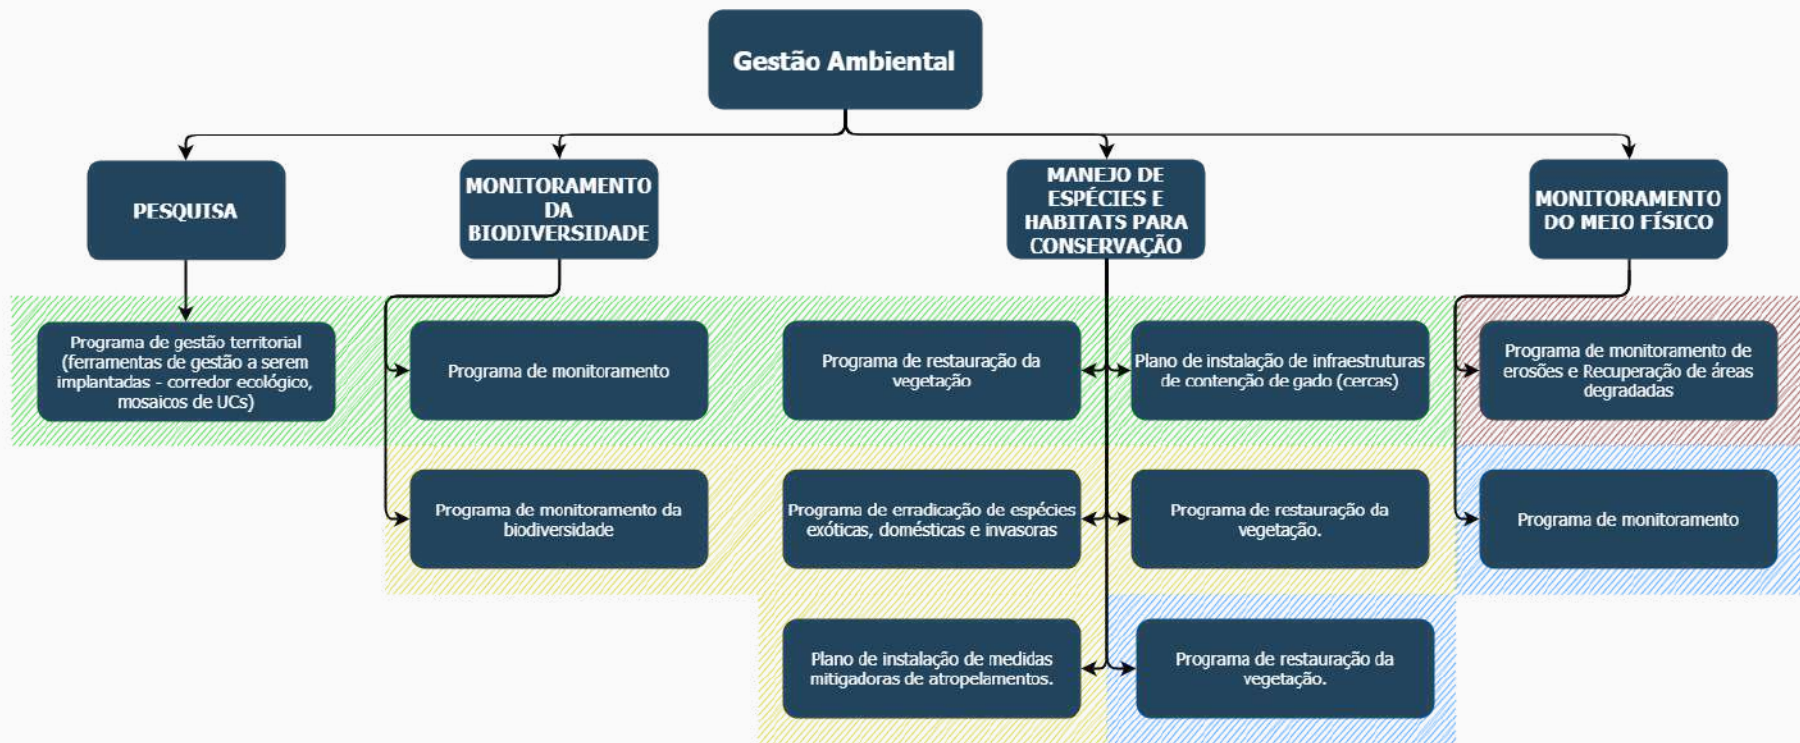 Gestão Ambiental
PESQUISA
MONITORAMENTO
DA
BIODIVERSIDADE
MANEJO DE
ESPÉCIES E
HABITATS PARA
CONSERVAÇÃO
MONITORAMENTO
DO MEIO FÍSICO
Programa de gestão territorial
(ferramentas de gestão a serem
implantadas - corredor ecológico,
mosaicos de UCs)
Programa de monitoramento
Programa de restauração da
vegetação
Plano de instalação de infraestruturas
de contenção de gado (cercas)
Programa de monitoramento de
erosões e Recuperação de áreas
degradadas
Programa de monitoramento da
biodiversidade
Programa de erradicação de espécies
exóticas, domésticas e invasoras
Programa de restauração da
vegetação.
Programa de monitoramento
Plano de instalação de medidas
mitigadoras de atropelamentos.
Programa de restauração da
vegetação.